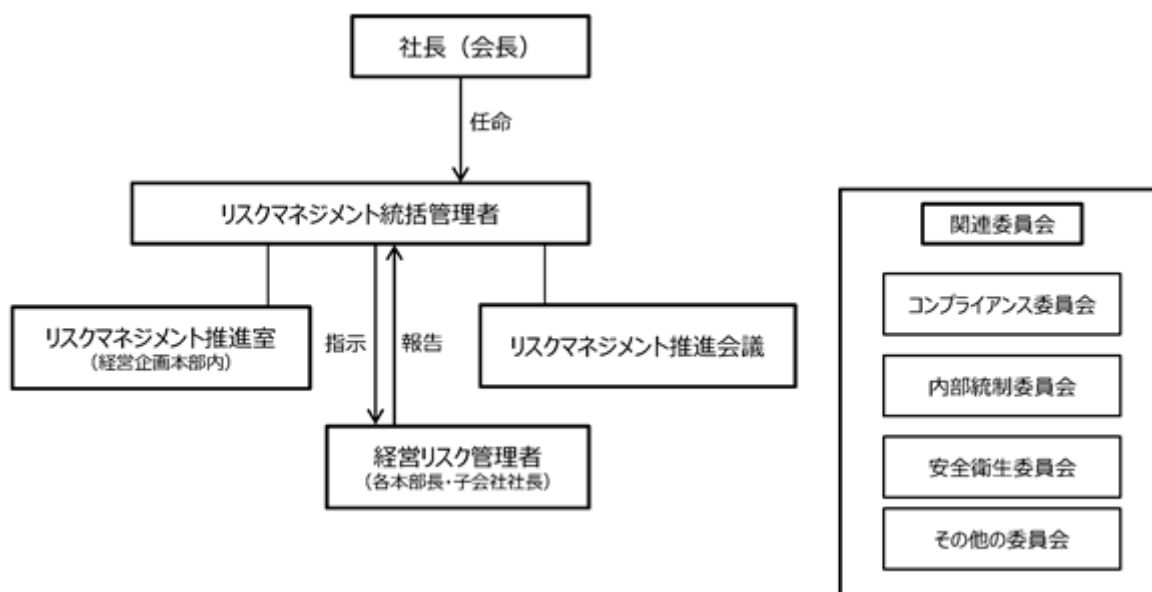 社長（会長）
任命
リスクマネジメント統括管理者
リスクマネジメント推進室
（経営企画本部内）
指示
報告
リスクマネジメント推進会議
経営リスク管理者
（各本部長・子会社社長）
関連委員会
コンプライアンス委員会
内部統制委員会
安全衛生委員会
その他の委員会